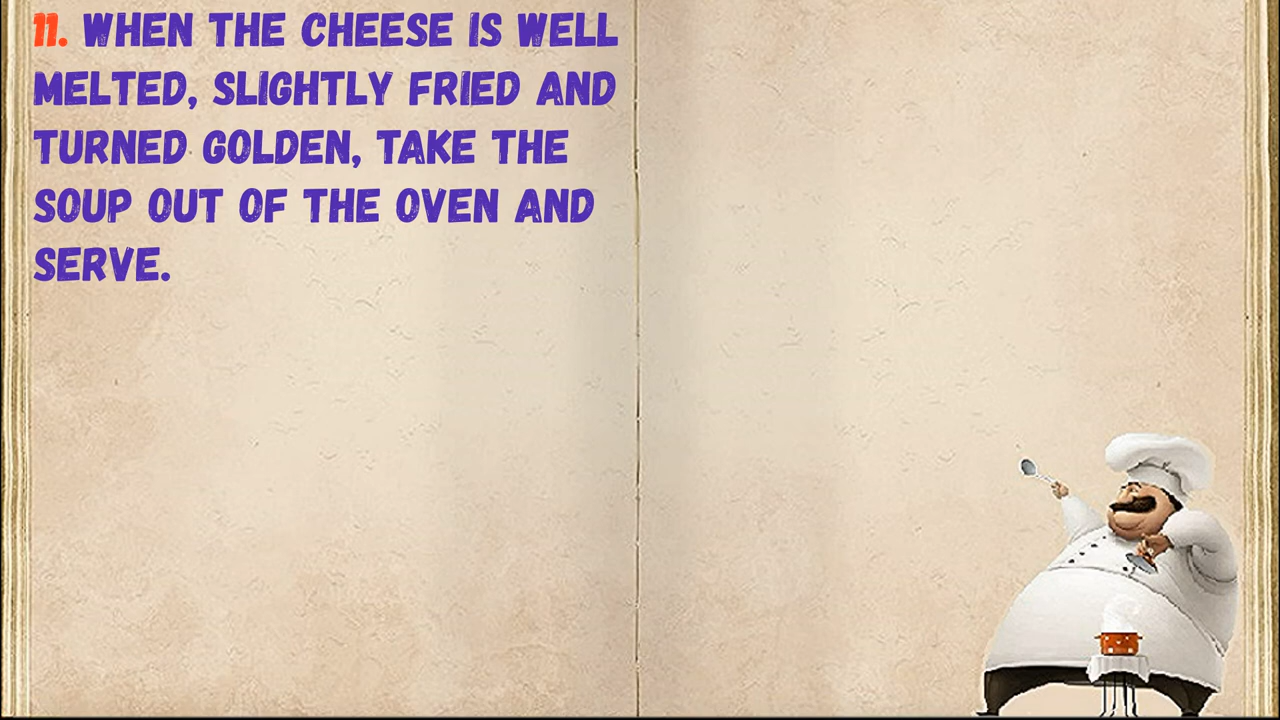 11. WHEN THE CHEESE IS WELL
MELTED, SLIGHTLY FRIED AND
TURNED GOLDEN, TAKE THE
SOUP OUT OF THE OVEN AND
SERVE.